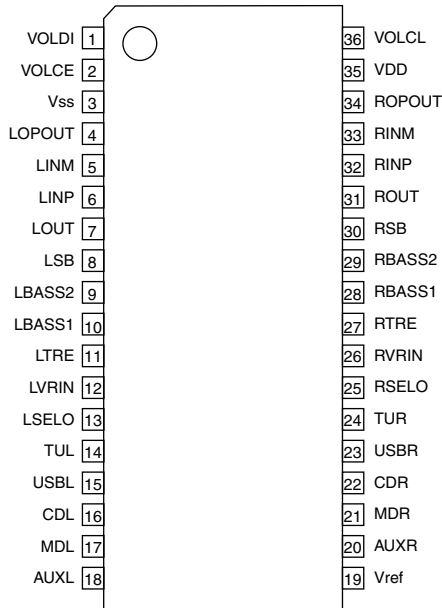 VOLDI 1 36 VOLCL
VOLCE 2 35 VDD
Vss 3 34 ROPOUT
LOPOUT 4 33 RINM
LINM 5 32 RINP
LINP 6 31 ROUT
LOUT 7 30 RSB
LSB 8 29 RBASS2
LBASS2 9 28 RBASS1
LBASS1 10 27 RTRE
LTRE 11 26 RVRIN
LVRIN 12 25 RSELO
LSELO 13 24 TUR
TUL 14 23 USBR
USBL 15 22 CDR
CDL 16 21 MDR
MDL 17 20 AUXR
AUXL 18 19 Vref